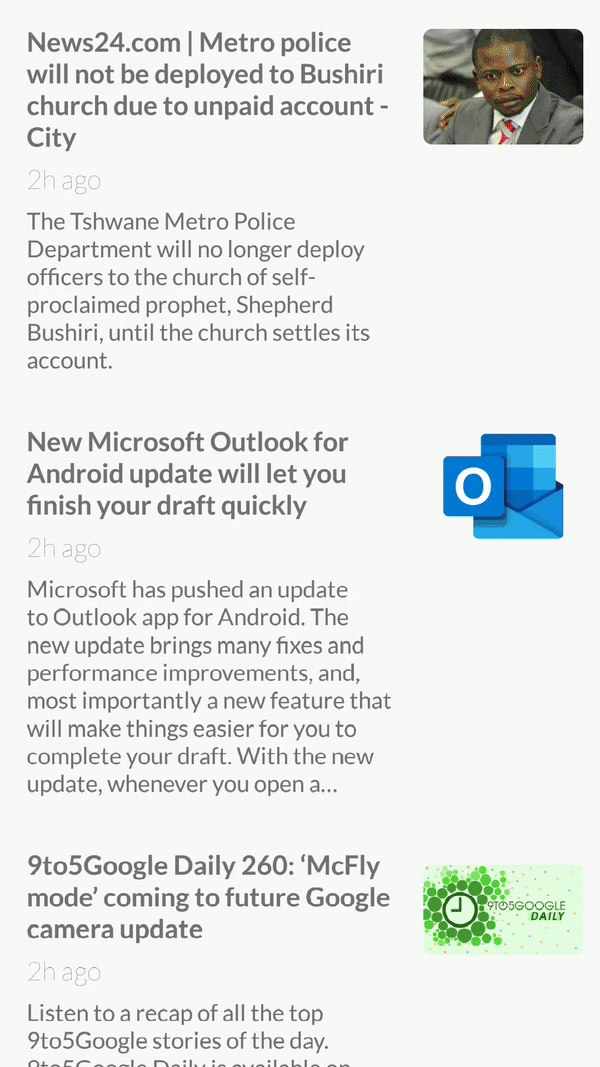 News24.com | Metro police
will not be deployed to Bushiri
church due to unpaid account -
City
2h ago
The Tshwane Metro Police
Department will no longer deploy
officers to the church of self-
proclaimed prophet, Shepherd
Bushiri, until the church settles its
account.
New Microsoft Outlook for
Android update will let you
finish your draft quickly
O
2h ago
Microsoft has pushed an update
to Outlook app for Android. The
new update brings many fixes and
performance improvements, and,
most importantly a new feature that
will make things easier for you to
complete your draft. With the new
update, whenever you open a...
9to5Google Daily 260: ‘McFly
mode’ coming to future Google
camera update
9TO5GOOGLE
DAILY
2h ago
Listen to a recap of all the top
9to5Google stories of the day.
9to5Google Daily is available on